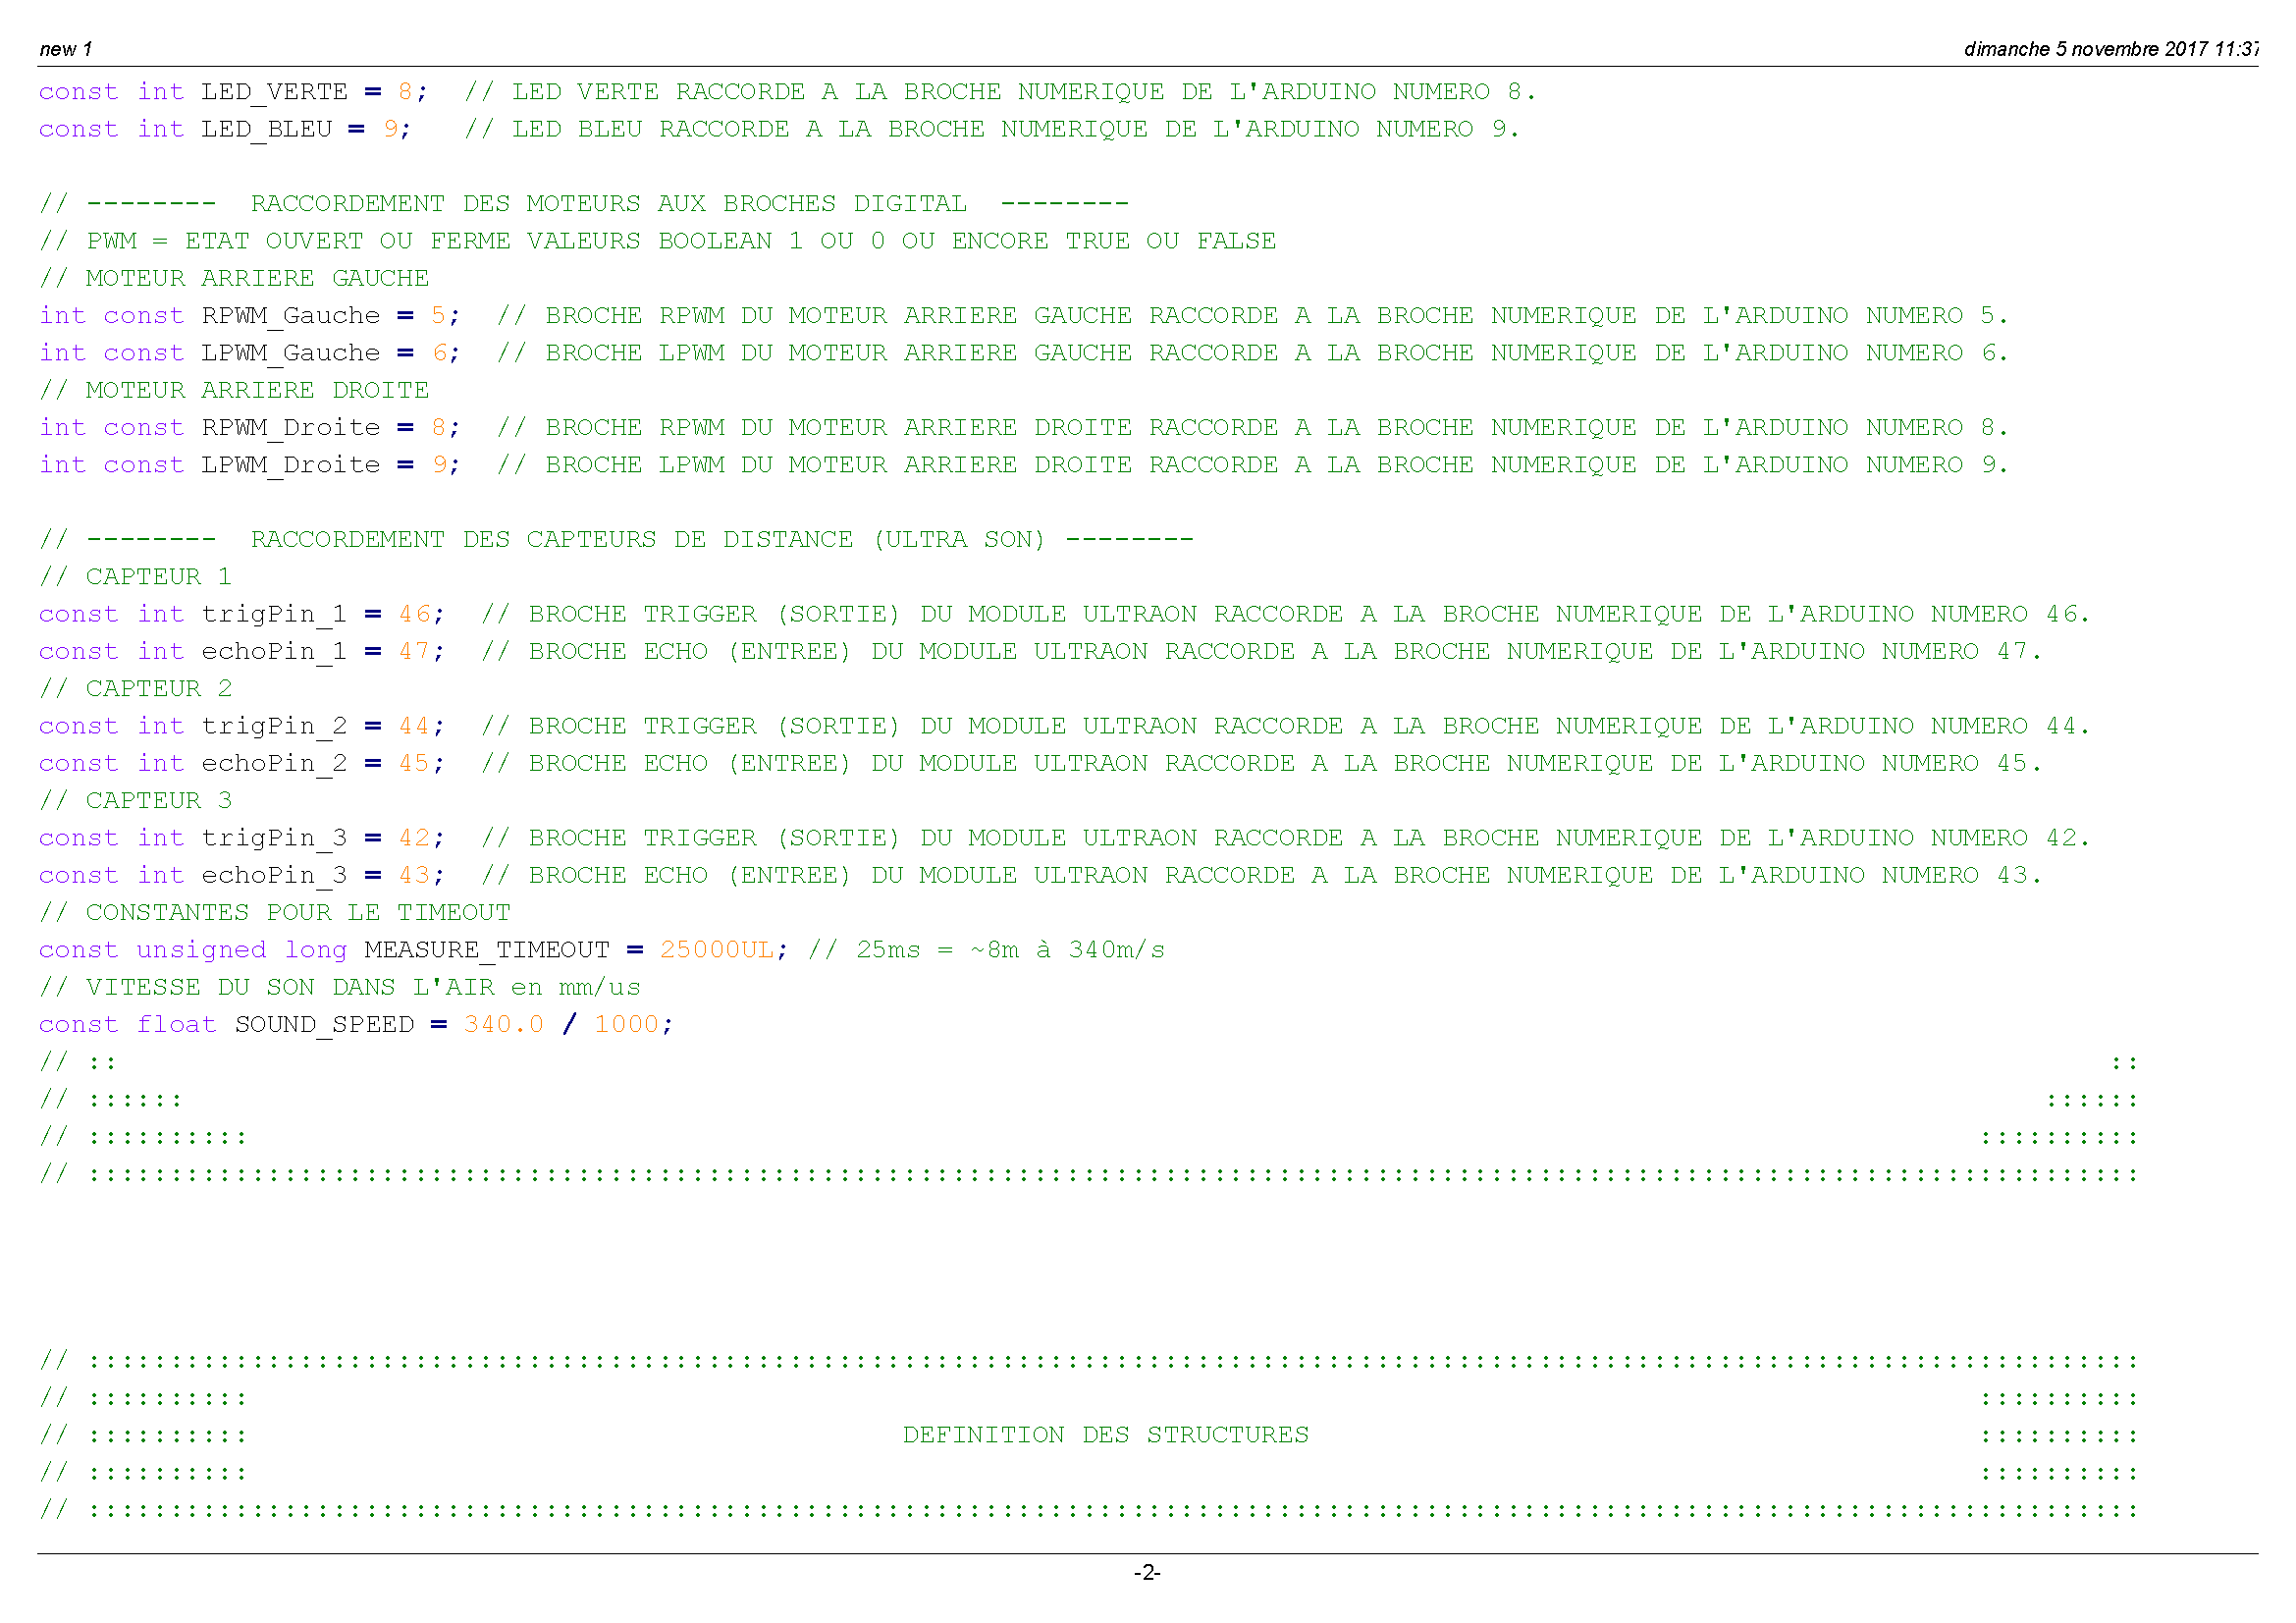 new 1
dimanche 5 novembre 2017 11:37
const int LED_VERTE = 8;  // LED VERTE RACCORDE A LA BROCHE NUMERIQUE DE L'ARDUINO NUMERO 8.
const int LED_BLEU = 9;   // LED BLEU RACCORDE A LA BROCHE NUMERIQUE DE L'ARDUINO NUMERO 9.
// --------  RACCORDEMENT DES MOTEURS AUX BROCHES DIGITAL  --------
// PWM = ETAT OUVERT OU FERME VALEURS BOOLEAN 1 OU 0 OU ENCORE TRUE OU FALSE
// MOTEUR ARRIERE GAUCHE
int const RPWM_Gauche = 5;  // BROCHE RPWM DU MOTEUR ARRIERE GAUCHE RACCORDE A LA BROCHE NUMERIQUE DE L'ARDUINO NUMERO 5.
int const LPWM_Gauche = 6;  // BROCHE LPWM DU MOTEUR ARRIERE GAUCHE RACCORDE A LA BROCHE NUMERIQUE DE L'ARDUINO NUMERO 6.
// MOTEUR ARRIERE DROITE
int const RPWM_Droite = 8;  // BROCHE RPWM DU MOTEUR ARRIERE DROITE RACCORDE A LA BROCHE NUMERIQUE DE L'ARDUINO NUMERO 8.
int const LPWM_Droite = 9;  // BROCHE LPWM DU MOTEUR ARRIERE DROITE RACCORDE A LA BROCHE NUMERIQUE DE L'ARDUINO NUMERO 9.
// --------  RACCORDEMENT DES CAPTEURS DE DISTANCE (ULTRA SON) --------
// CAPTEUR 1
const int trigPin_1 = 46;  // BROCHE TRIGGER (SORTIE) DU MODULE ULTRAON RACCORDE A LA BROCHE NUMERIQUE DE L'ARDUINO NUMERO 46.
const int echoPin_1 = 47;  // BROCHE ECHO (ENTREE) DU MODULE ULTRAON RACCORDE A LA BROCHE NUMERIQUE DE L'ARDUINO NUMERO 47.
// CAPTEUR 2
const int trigPin_2 = 44;  // BROCHE TRIGGER (SORTIE) DU MODULE ULTRAON RACCORDE A LA BROCHE NUMERIQUE DE L'ARDUINO NUMERO 44.
const int echoPin_2 = 45;  // BROCHE ECHO (ENTREE) DU MODULE ULTRAON RACCORDE A LA BROCHE NUMERIQUE DE L'ARDUINO NUMERO 45.
// CAPTEUR 3
const int trigPin_3 = 42;  // BROCHE TRIGGER (SORTIE) DU MODULE ULTRAON RACCORDE A LA BROCHE NUMERIQUE DE L'ARDUINO NUMERO 42.
const int echoPin_3 = 43;  // BROCHE ECHO (ENTREE) DU MODULE ULTRAON RACCORDE A LA BROCHE NUMERIQUE DE L'ARDUINO NUMERO 43.
// CONSTANTES POUR LE TIMEOUT
const unsigned long MEASURE_TIMEOUT = 25000UL; // 25ms = ~8m à 340m/s
// VITESSE DU SON DANS L'AIR en mm/us
const float SOUND_SPEED = 340.0 / 1000;
// :: ::
// :::::: ::::::
// :::::::::: ::::::::::
// ::::::::::::::::::::::::::::::::::::::::::::::::::::::::::::::::::::::::::::::::::::::::::::::::::::::::::::::::::::::::::::::
// ::::::::::::::::::::::::::::::::::::::::::::::::::::::::::::::::::::::::::::::::::::::::::::::::::::::::::::::::::::::::::::::
// :::::::::: ::::::::::
// :::::::::: DEFINITION DES STRUCTURES ::::::::::
// :::::::::: ::::::::::
// ::::::::::::::::::::::::::::::::::::::::::::::::::::::::::::::::::::::::::::::::::::::::::::::::::::::::::::::::::::::::::::::
-2-